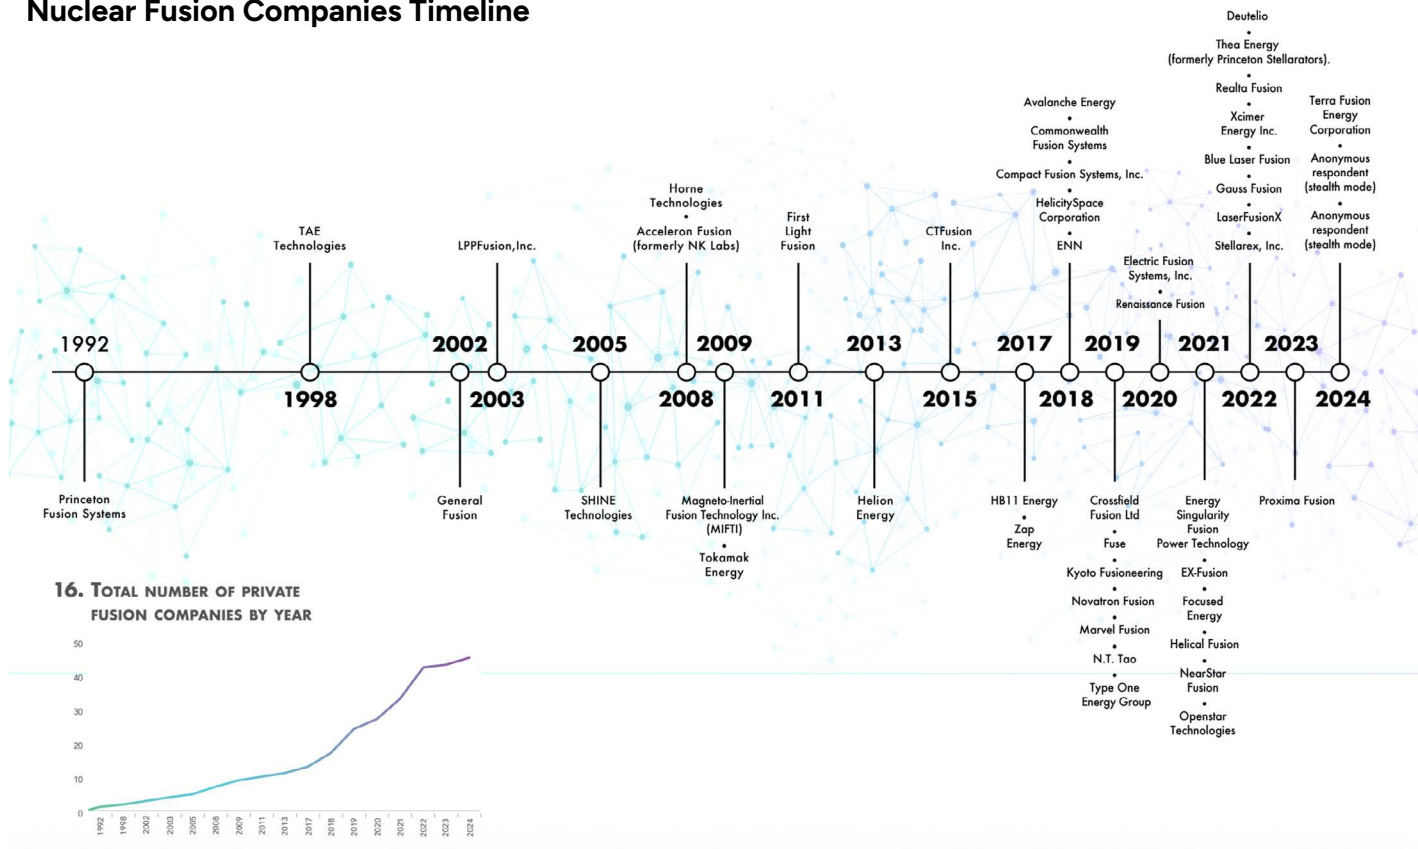 Nuclear Fusion Companies Timeline
Deutelio
•
Thea Energy
(formerly Princeton Stellarators).
•
Realta Fusion
•
Xcimer
Energy Inc.
•
Blue Laser Fusion
•
Gauss Fusion
•
LaserFusionX
•
Stellarex, Inc.
Terra Fusion
Energy
Corporation
•
Anonymous
respondent
(stealth mode)
•
Anonymous
respondent
(stealth mode)
Avalanche Energy
•
Commonwealth
Fusion Systems
•
Compact Fusion Systems, Inc.
•
HelicitySpace
Corporation
•
ENN
Electric Fusion
Systems, Inc.
•
Renaissance Fusion
TAE
Technologies
LPPFusion,Inc.
Horne
Technologies
•
Acceleron Fusion
(formerly NK Labs)
First
Light
Fusion
CTFusion
Inc.
1992
2002
2005
2009
2013
2017
2019
2021
2023
1998
2003
2008
2011
2015
2018
2020
2022
2024
Princeton
Fusion Systems
General
Fusion
SHINE
Technologies
Magneto-Inertial
Fusion Technology Inc.
(MIFTI)
•
Tokamak
Energy
Helion
Energy
HB11 Energy
•
Zap
Energy
Crossfield
Fusion Ltd
•
Fuse
•
Kyoto Fusioneering
•
Novatron Fusion
•
Marvel Fusion
•
N.T. Tao
•
Type One
Energy Group
Energy
Singularity
Fusion
Power Technology
•
EX-Fusion
•
Focused
Energy
•
Helical Fusion
•
NearStar
Fusion
•
Openstar
Technologies
Proxima Fusion
16. TOTAL NUMBER OF PRIVATE
FUSION COMPANIES BY YEAR
50
40
30
20
10
0
1992
1998
2002
2003
2005
2008
2009
2011
2013
2017
2018
2019
2020
2021
2022
2023
2024